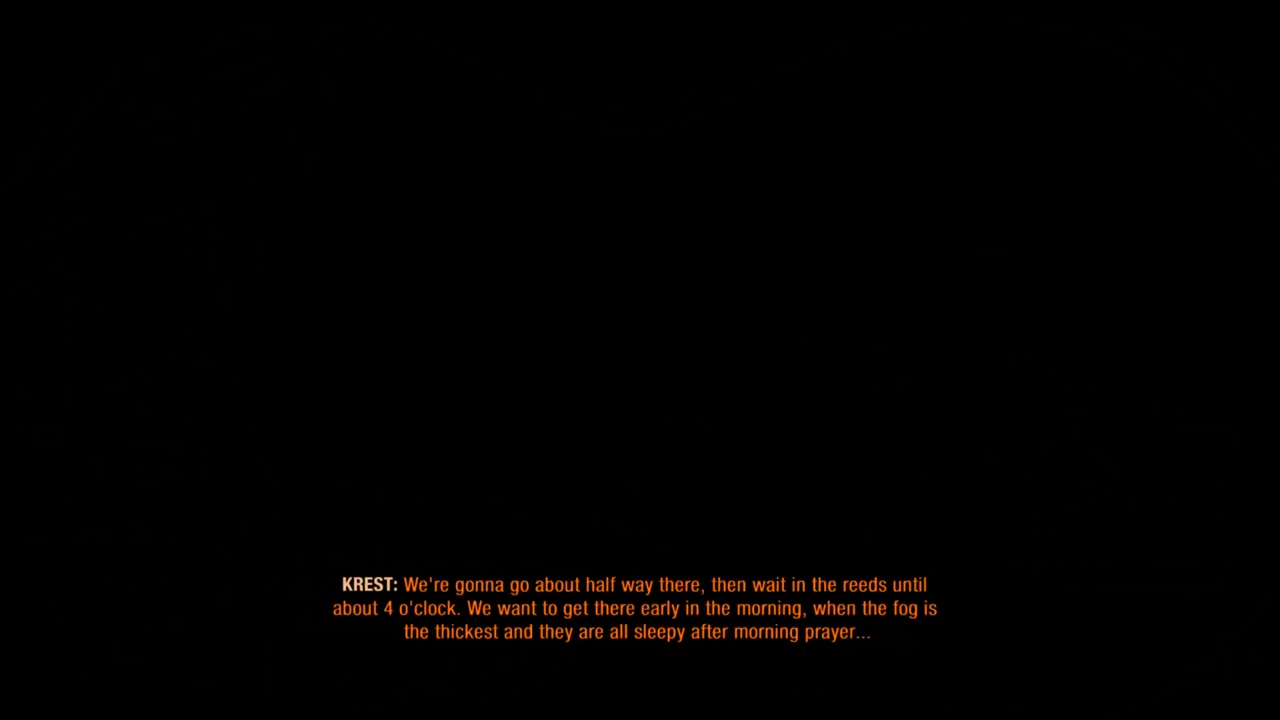 KREST: We're gonna go about half way there, then wait in the reeds until
about 4 o'clock. We want to get there early in the morning, when the fog is
the thickest and they are all sleepy after morning prayer...